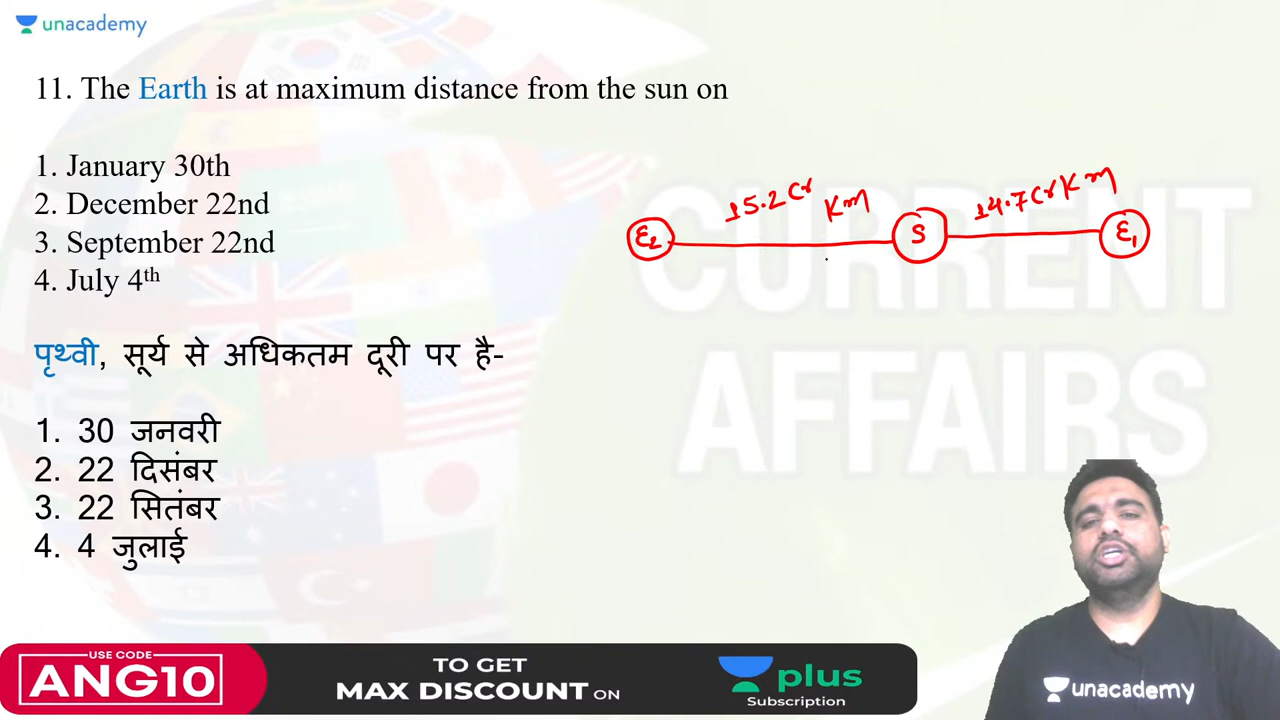 unacademy
11. The Earth is at maximum distance from the sun on
1. January 30th
2. December 22nd
3. September 22nd
4. July 4th
पृथ्वी, सूर्य से अधिकतम दूरी पर है-
1. 30 जनवरी
2. 22 दिसंबर
3. 22 सितंबर
4. 4 जुलाई
15.2 Cr Km
14.7 Cr Km
E2 S E1
CURRENT
AFFAIRS
USE CODE
ANG10
TO GET
MAX DISCOUNT ON
plus
Subscription
unacademy